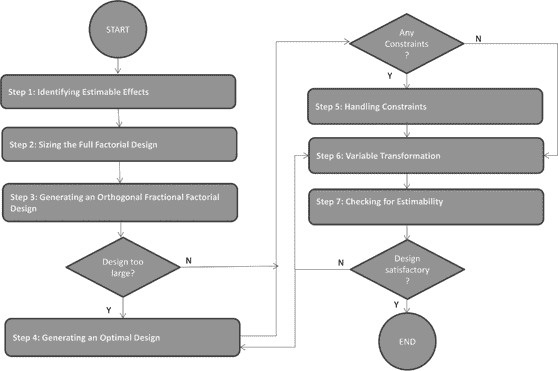 START
Step 1: Identifying Estimable Effects
Step 2: Sizing the Full Factorial Design
Step 3: Generating an Orthogonal Fractional Factorial
Design
Design too
large?
N
Y
Step 4: Generating an Optimal Design
Any
Constraints
?
N
Y
Step 5: Handling Constraints
Step 6: Variable Transformation
Step 7: Checking for Estimability
Design
satisfactory
?
N
Y
END